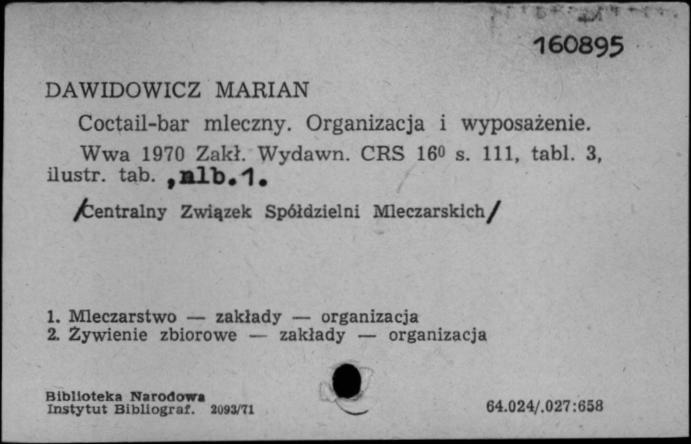 160895
DAWIDOWICZ MARIAN
Coctail-bar mleczny. Organizacja i wyposażenie.
Wwa 1970 Zakł. Wydawn. CRS 16⁰ s. 111, tabl. 3,
ilustr. tab. ,nlb.1.
/Centralny Związek Spółdzielni Mleczarskich/
1. Mleczarstwo — zakłady — organizacja
2. Żywienie zbiorowe — zakłady — organizacja
Biblioteka Narodowa
Instytut Bibliograf. 2093/71
64.024/.027:658